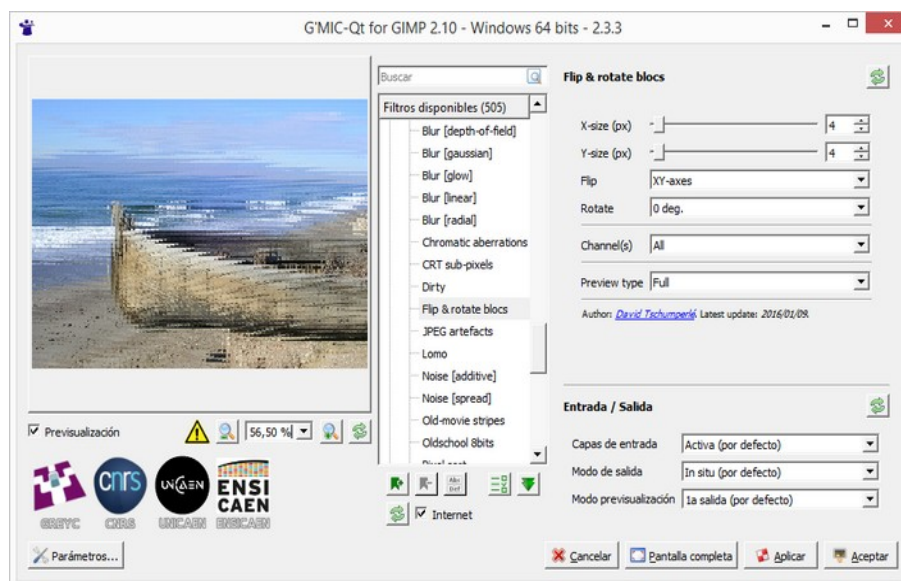 G'MIC-Qt for GIMP 2.10 - Windows 64 bits - 2.3.3
Buscar
Filtros disponibles (505)
Blur [depth-of-field]
Blur [gaussian]
Blur [glow]
Blur [linear]
Blur [radial]
Chromatic aberrations
CRT sub-pixels
Dirty
Flip & rotate blocs
JPEG artefacts
Lomo
Noise [additive]
Noise [spread]
Old-movie stripes
Oldschool 8bits
Internet
Previsualización
56,50 %
GREYC
cnrs
CNRS
UNICAEN
UNICAEN
ENSI
CAEN
ENSICAEN
Parámetros...
Flip & rotate blocs
X-size (px) 4
Y-size (px) 4
Flip XY-axes
Rotate 0 deg.
Channel(s) All
Preview type Full
Author: David Tschumperlé. Latest update: 2016/01/09.
Entrada / Salida
Capas de entrada Activa (por defecto)
Modo de salida In situ (por defecto)
Modo previsualización 1a salida (por defecto)
Cancelar
Pantalla completa
Aplicar
Aceptar